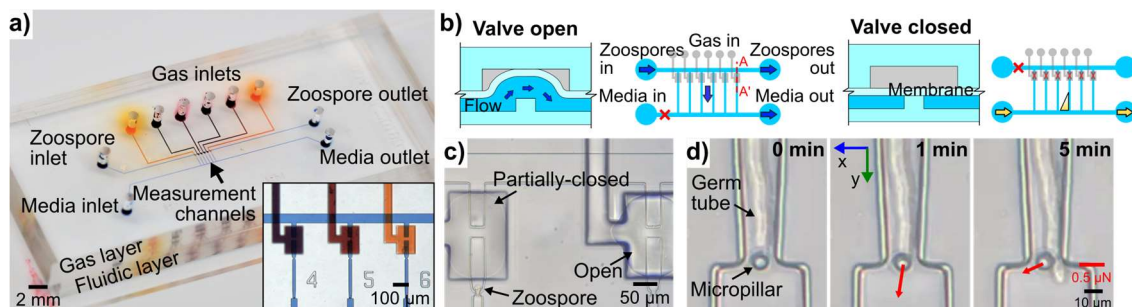 a)
Gas inlets
Zoospore outlet
Zoospore
inlet
Media outlet
Measurement
channels
Media inlet
Gas layer
Fluidic layer
2 mm
4
5
6
100 µm
b)
Valve open
Flow
Zoospores
in
Gas in
Zoospores
out
A
A'
Media in
Media out
Valve closed
Membrane
c)
Partially-closed
Open
Zoospore
50 µm
d)
0 min
1 min
5 min
x
y
Germ
tube
Micropillar
0.5 µN
10 µm